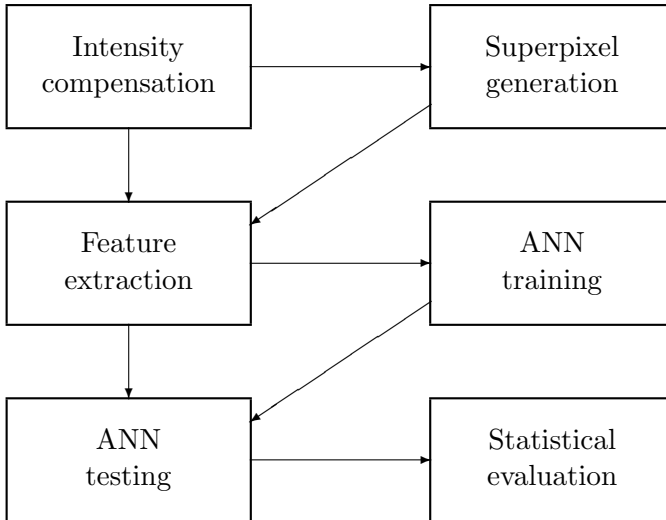 Intensity
compensation
Superpixel
generation
Feature
extraction
ANN
training
ANN
testing
Statistical
evaluation